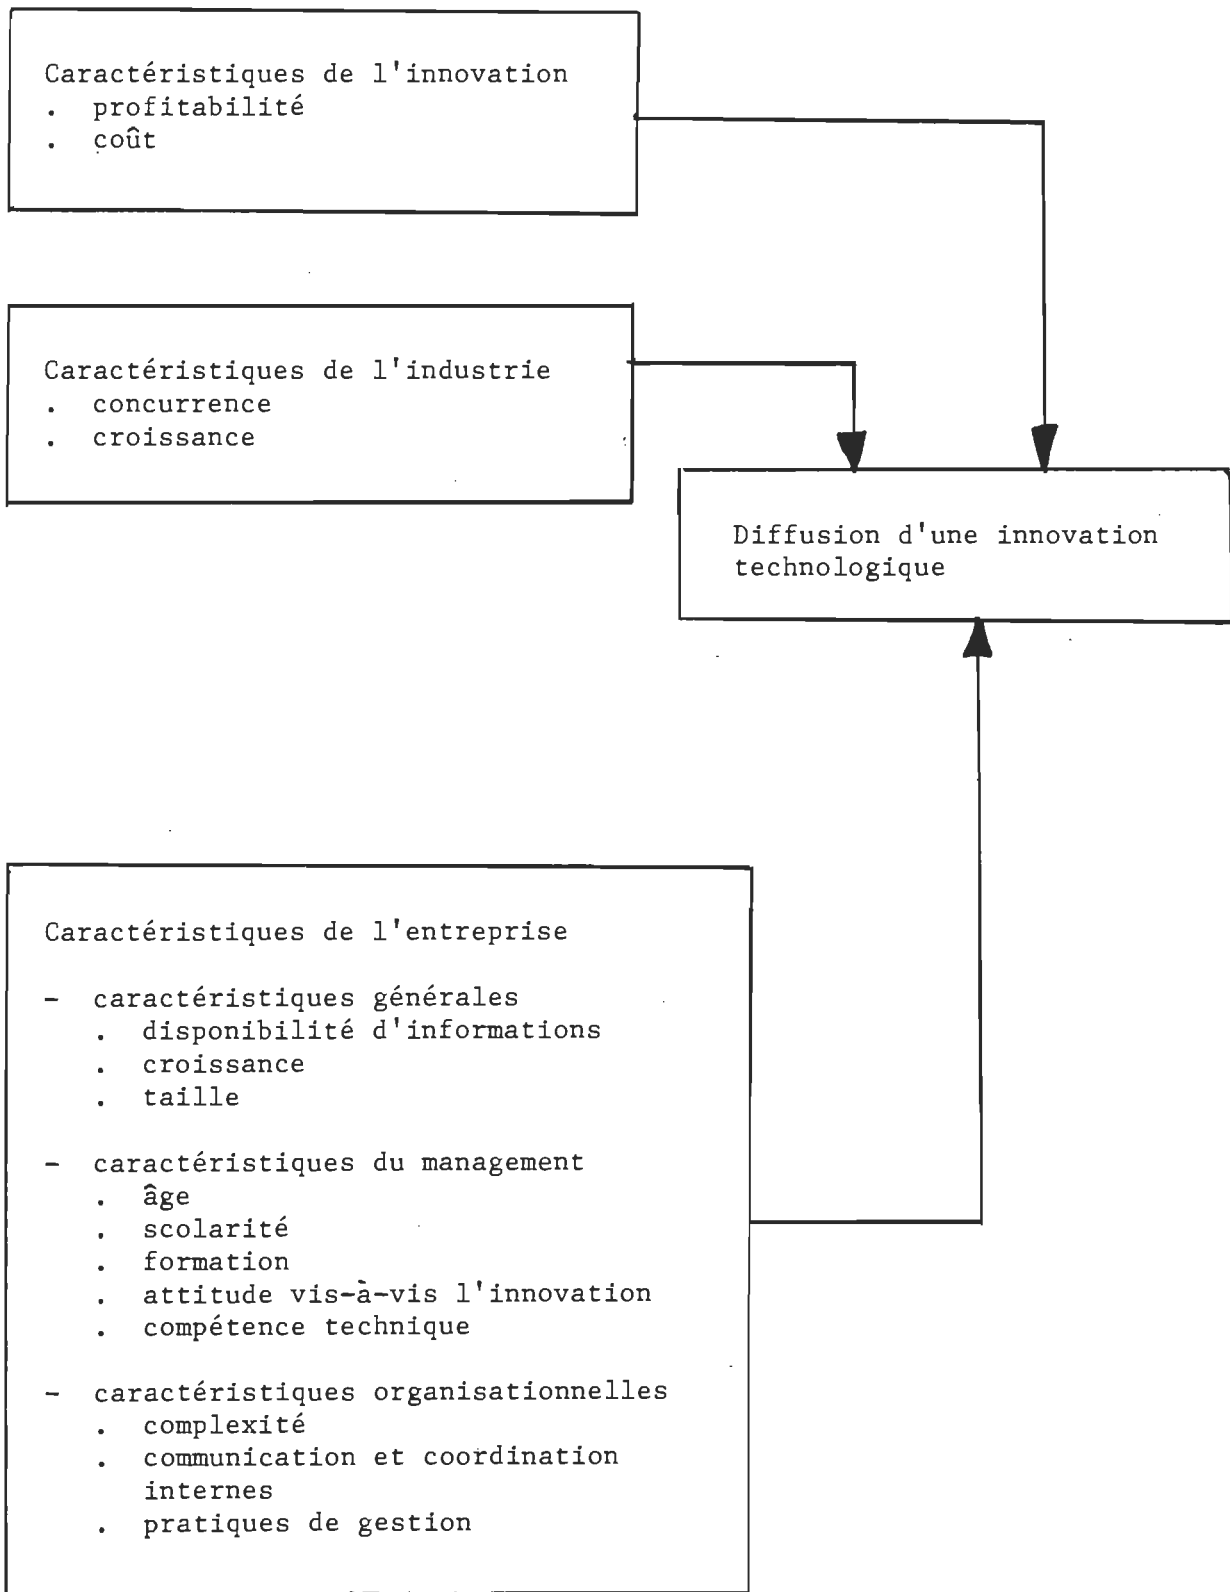 Caractéristiques de l'innovation
. profitabilité
. coût
Caractéristiques de l'industrie
. concurrence
. croissance
Diffusion d'une innovation
technologique
Caractéristiques de l'entreprise
- caractéristiques générales
. disponibilité d'informations
. croissance
. taille
- caractéristiques du management
. âge
. scolarité
. formation
. attitude vis-à-vis l'innovation
. compétence technique
- caractéristiques organisationnelles
. complexité
. communication et coordination
internes
. pratiques de gestion